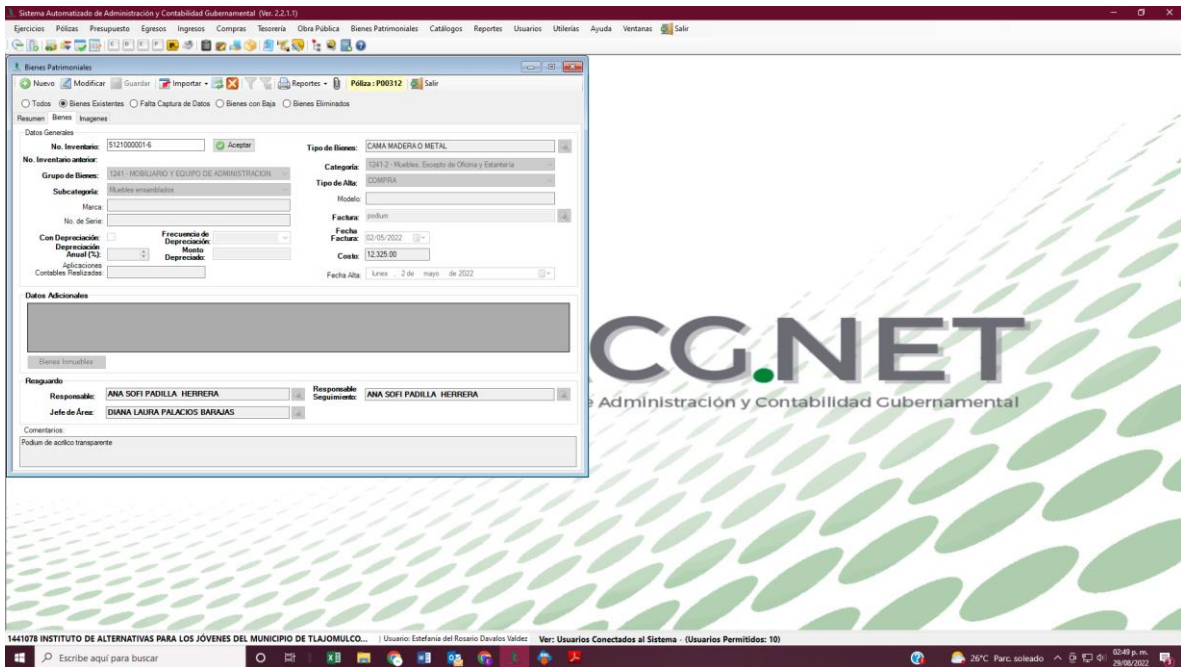 Sistema Automatizado de Administración y Contabilidad Gubernamental (Ver. 2.2.1.1)
Ejercicios Pólizas Presupuesto Egresos Ingresos Compras Tesorería Obra Pública Bienes Patrimoniales Catálogos Reportes Usuarios Utilerías Ayuda Ventanas Salir
Bienes Patrimoniales
Nuevo Modificar Guardar Importar Reportes Póliza : P00312 Salir
Todos Bienes Existentes Falta Captura de Datos Bienes con Baja Bienes Eliminados
Resumen Bienes Imagenes
Datos Generales
No. Inventario: 5121000001-6 Aceptar Tipo de Bienes: CAMA MADERA O METAL
No. Inventario anterior:
Categoría: 1241-2 - Muebles, Excepto de Oficina y Estantería
Grupo de Bienes: 1241 - MOBILIARIO Y EQUIPO DE ADMINISTRACION
Tipo de Alta: COMPRA
Subcategoría: Muebles ensamblados
Modelo:
Marca:
Factura: podium
No. de Serie:
Fecha Factura: 02/05/2022
Con Depreciación: Frecuencia de Depreciación:
Depreciación Anual (%): Monto Depreciado:
Costo: 12,325.00
Aplicaciones Contables Realizadas:
Fecha Alta: lunes , 2 de mayo de 2022
Datos Adicionales
Bienes Inmuebles
Resguardo
Responsable: ANA SOFI PADILLA HERRERA Responsable Seguimiento: ANA SOFI PADILLA HERRERA
Jefe de Área: DIANA LAURA PALACIOS BARAJAS
Comentarios:
Podium de acrilico transparente
CG.NET
Administración y Contabilidad Gubernamental
1441078 INSTITUTO DE ALTERNATIVAS PARA LOS JÓVENES DEL MUNICIPIO DE TLAJOMULCO... | Usuario: Estefania del Rosario Davalos Valdez Ver: Usuarios Conectados al Sistema - (Usuarios Permitidos: 10)
Escribe aquí para buscar
26°C Parc. soleado
02:49 p. m.
29/08/2022